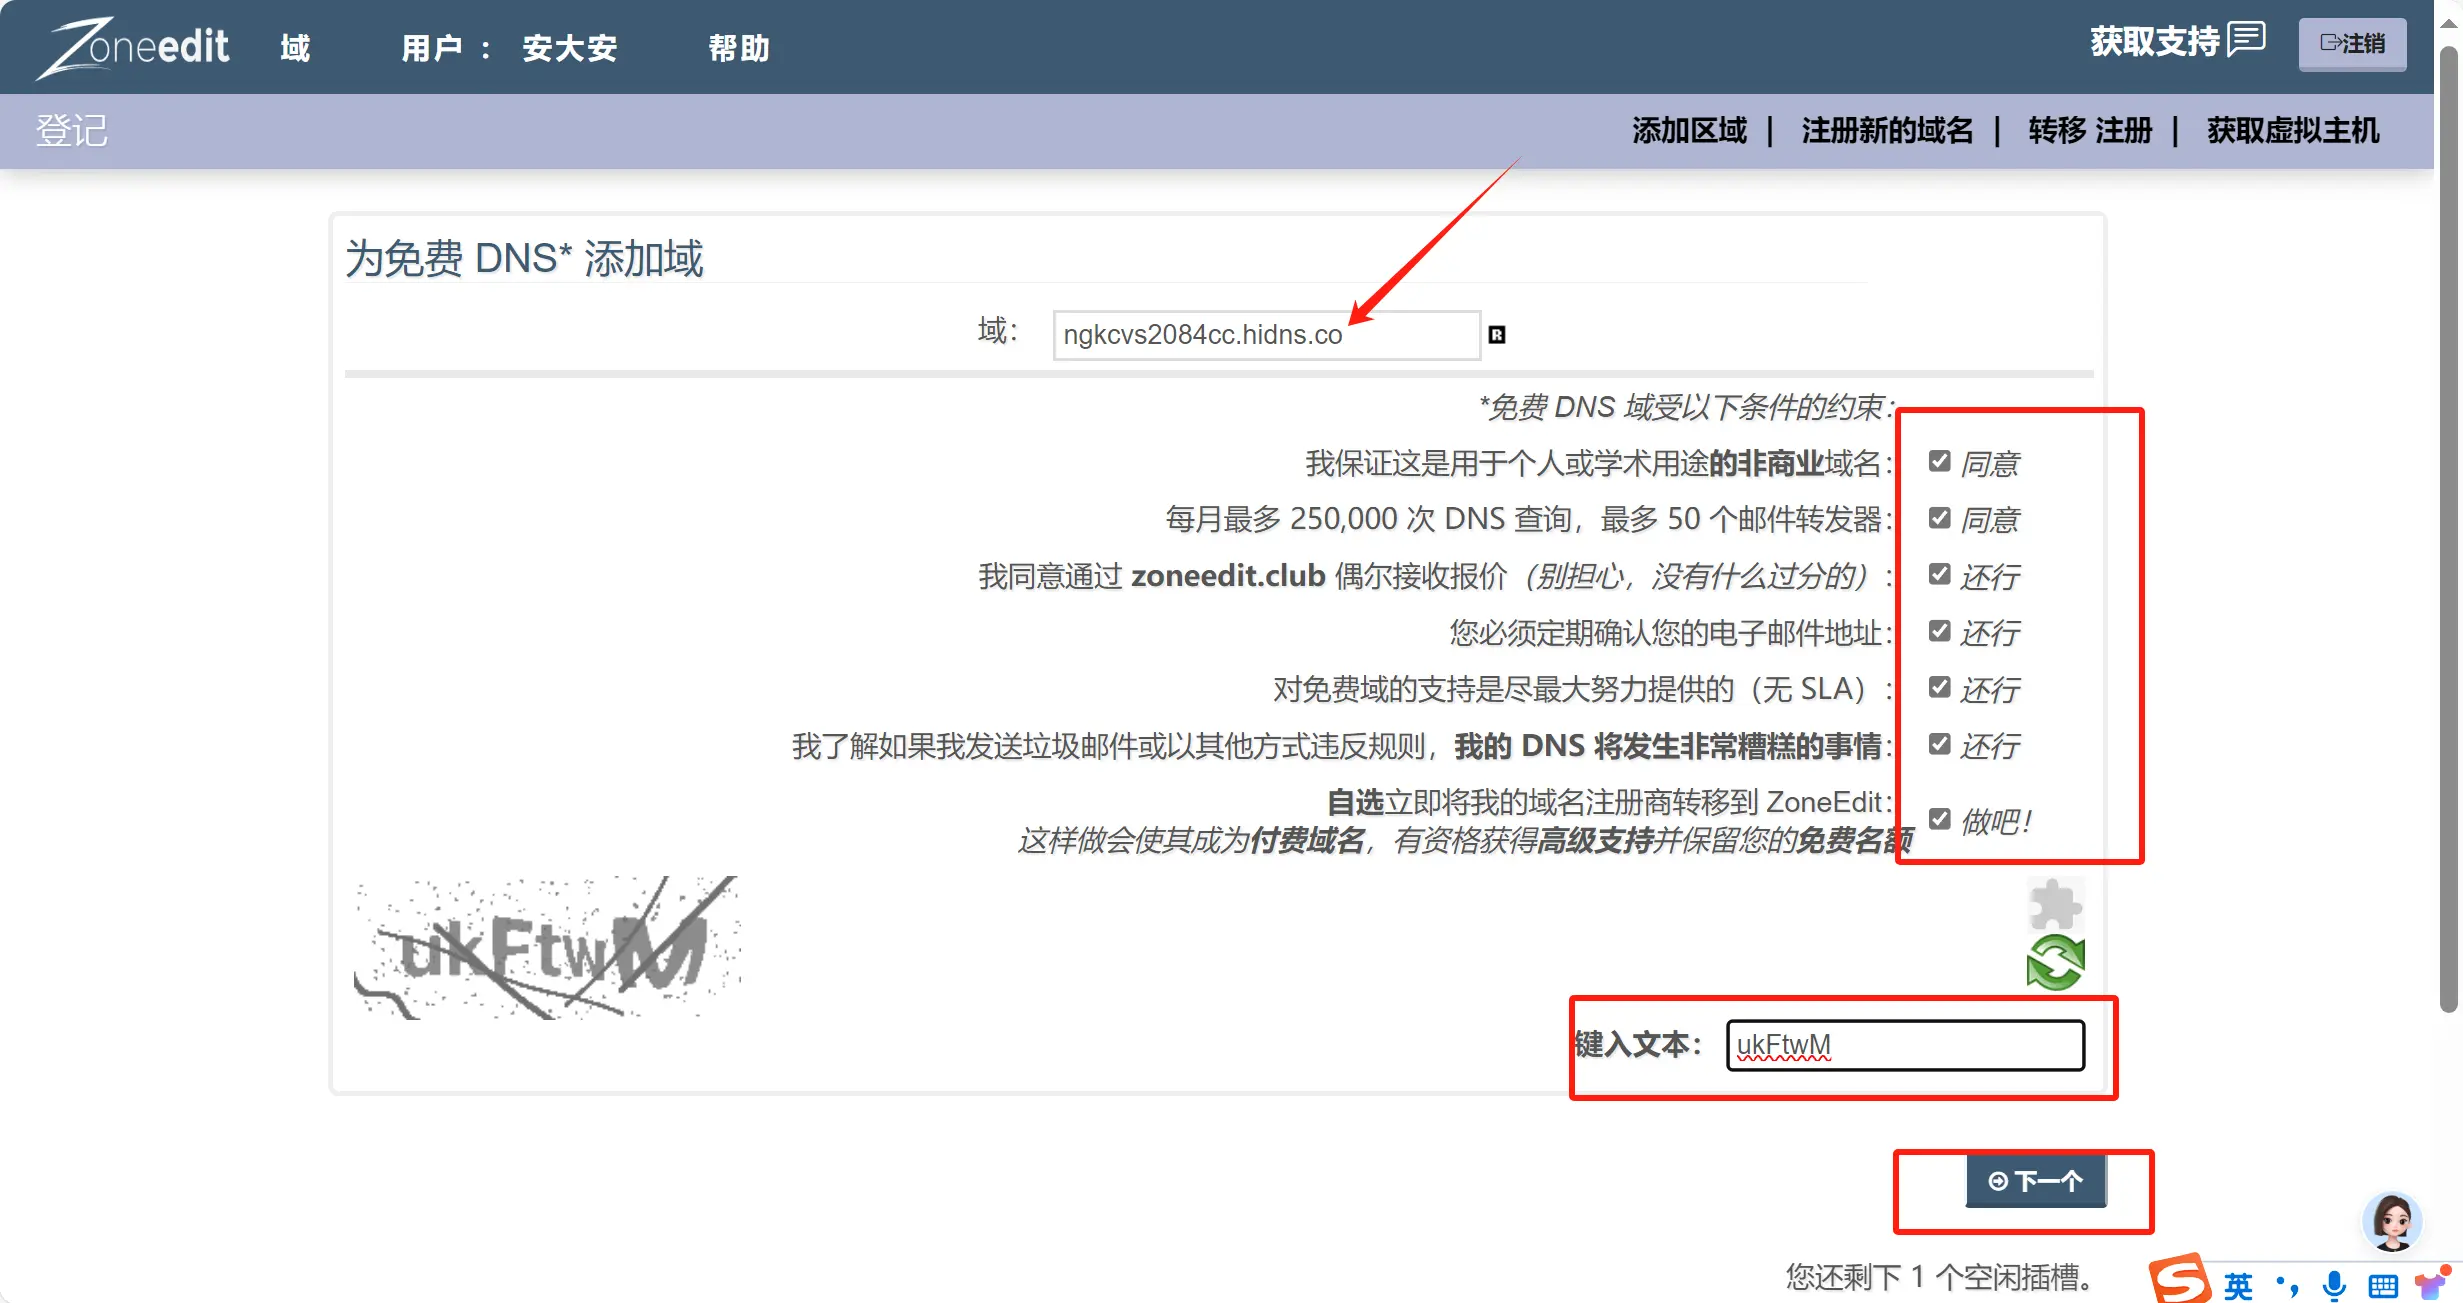 Zoneedit 域 用户 ： 安大安 帮助 获取支持 注销
登记 添加区域 | 注册新的域名 | 转移 注册 | 获取虚拟主机
为免费 DNS* 添加域
域： ngkcvs2084cc.hidns.co R
*免费 DNS 域受以下条件的约束：
我保证这是用于个人或学术用途的非商业域名： 同意
每月最多 250,000 次 DNS 查询，最多 50 个邮件转发器： 同意
我同意通过 zoneedit.club 偶尔接收报价（别担心，没有什么过分的）： 还行
您必须定期确认您的电子邮件地址： 还行
对免费域的支持是尽最大努力提供的（无 SLA）： 还行
我了解如果我发送垃圾邮件或以其他方式违反规则，我的 DNS 将发生非常糟糕的事情： 还行
自选立即将我的域名注册商转移到 ZoneEdit：
这样做会使其成为付费域名，有资格获得高级支持并保留您的免费名额 做吧！
ukFtwM
键入文本： ukFtwM
下一个
您还剩下 1 个空闲插槽。
S 英